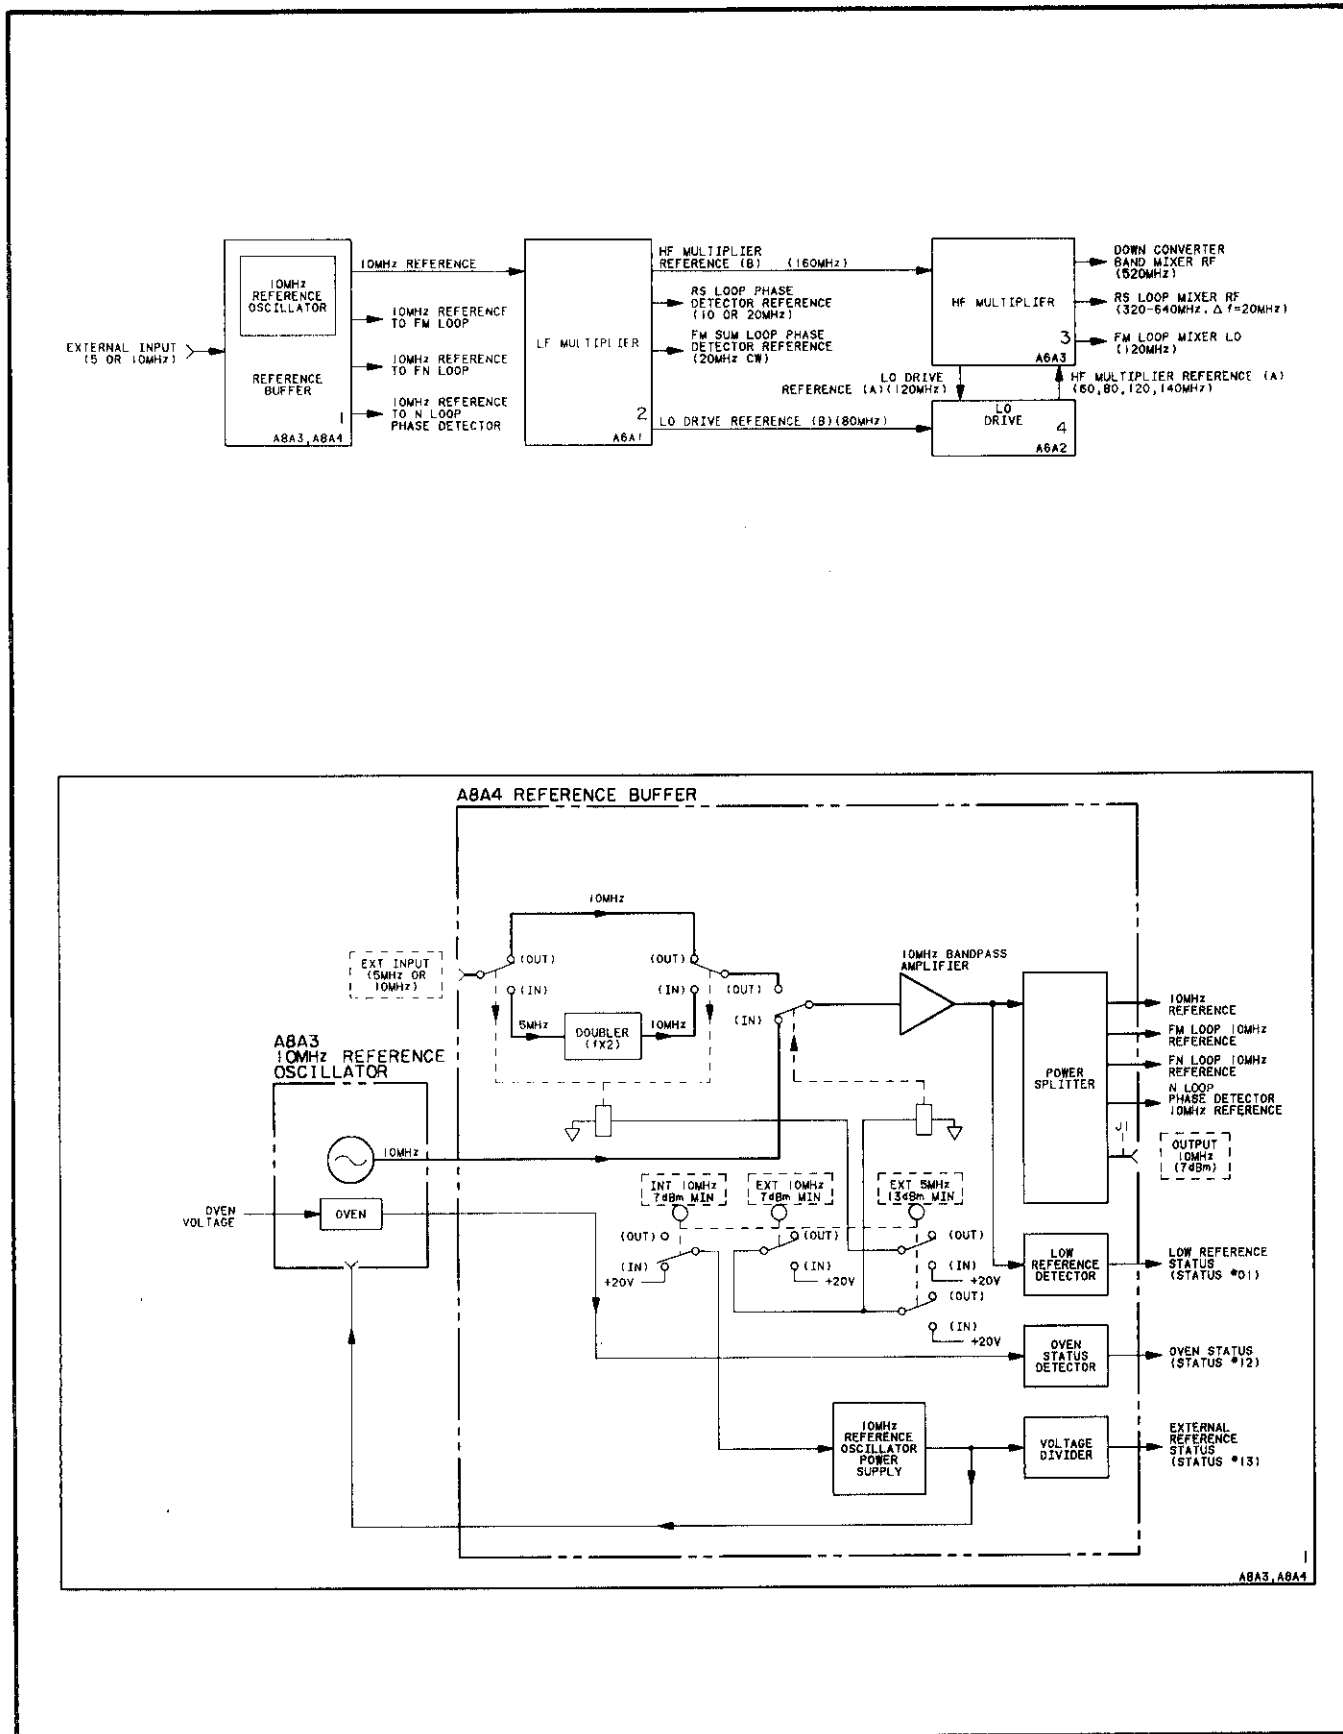 10MHz
REFERENCE
OSCILLATOR
REFERENCE
BUFFER
1
A8A3,A8A4
EXTERNAL INPUT
(5 OR 10MHz)
10MHz REFERENCE
10MHz REFERENCE
TO FM LOOP
10MHz REFERENCE
TO FN LOOP
10MHz REFERENCE
TO N LOOP
PHASE DETECTOR
LF MULTIPLIER
2
A6A1
HF MULTIPLIER
REFERENCE (B) (160MHz)
RS LOOP PHASE
DETECTOR REFERENCE
(10 OR 20MHz)
FM SUM LOOP PHASE
DETECTOR REFERENCE
(20MHz CW)
LO DRIVE
REFERENCE (A)(120MHz)
LO DRIVE REFERENCE (B)(80MHz)
HF MULTIPLIER
3
A6A3
HF MULTIPLIER REFERENCE (A)
(60,80,120,140MHz)
LO
DRIVE
4
A6A2
DOWN CONVERTER
BAND MIXER RF
(520MHz)
RS LOOP MIXER RF
(320-640MHz, Δ f=20MHz)
FM LOOP MIXER LO
(120MHz)
A8A4 REFERENCE BUFFER
10MHz
EXT INPUT
(5MHz OR
10MHz)
(OUT)
(OUT)
(IN)
(IN)
5MHz
DOUBLER
(fX2)
10MHz
(OUT)
(IN)
10MHz BANDPASS
AMPLIFIER
POWER
SPLITTER
10MHz
REFERENCE
FM LOOP 10MHz
REFERENCE
FN LOOP 10MHz
REFERENCE
N LOOP
PHASE DETECTOR
10MHz REFERENCE
J1
OUTPUT
10MHz
(7dBm)
A8A3
10MHz REFERENCE
OSCILLATOR
10MHz
OVEN
VOLTAGE
OVEN
INT 10MHz
7dBm MIN
EXT 10MHz
7dBm MIN
EXT 5MHz
13dBm MIN
(OUT)
(IN)
+20V
(OUT)
(IN)
+20V
(OUT)
(IN)
+20V
(OUT)
(IN)
+20V
LOW
REFERENCE
DETECTOR
LOW REFERENCE
STATUS
(STATUS #01)
OVEN
STATUS
DETECTOR
OVEN STATUS
(STATUS #12)
10MHz
REFERENCE
OSCILLATOR
POWER
SUPPLY
VOLTAGE
DIVIDER
EXTERNAL
REFERENCE
STATUS
(STATUS #13)
1
A8A3,A8A4